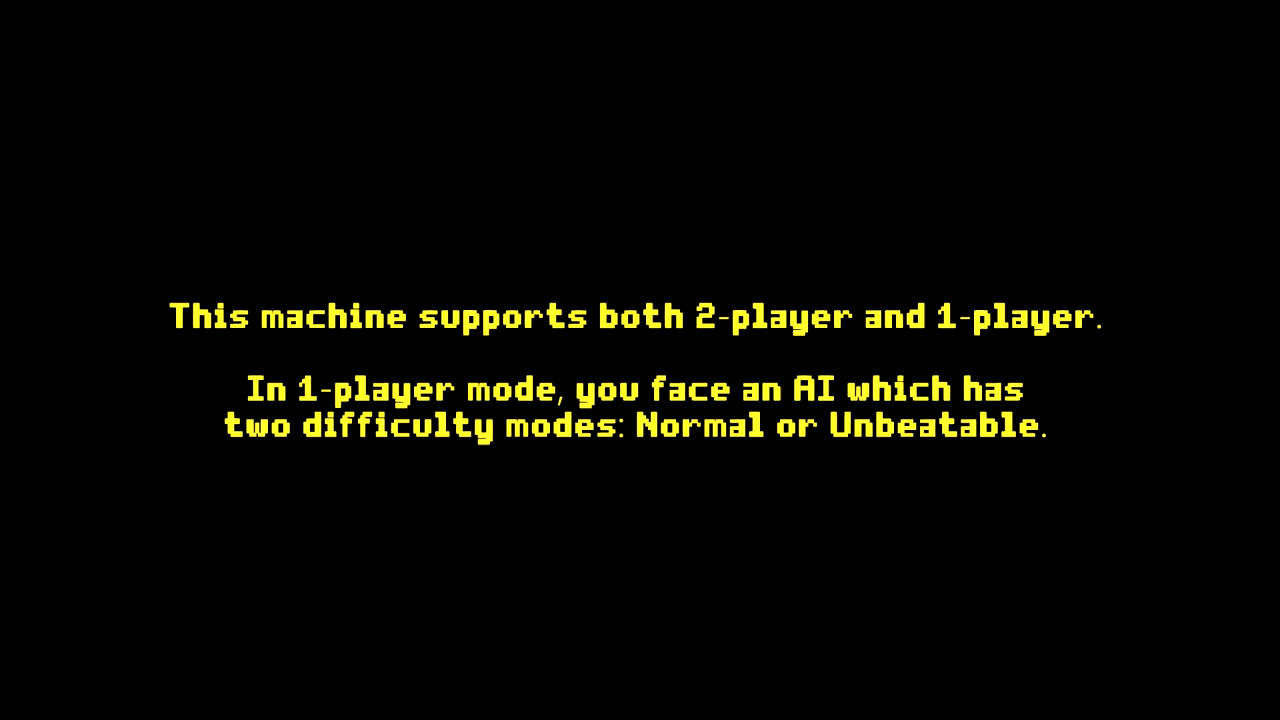 This machine supports both 2-player and 1-player.
In 1-player mode, you face an AI which has
two difficulty modes: Normal or Unbeatable.